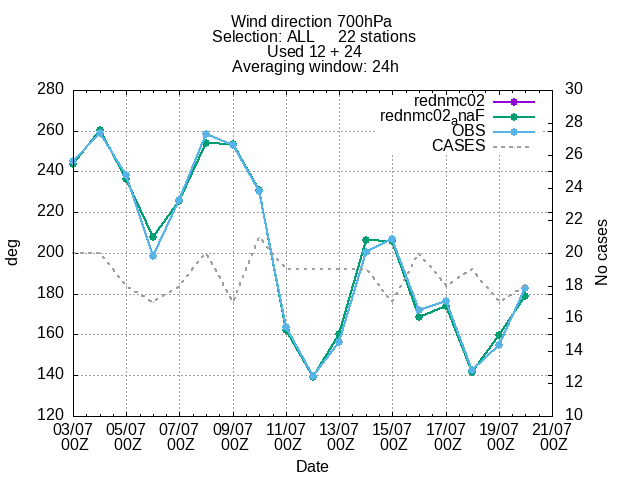 Wind direction 700hPa
Selection: ALL 22 stations
Used 12 + 24
Averaging window: 24h
280 30
rednmc02
rednmc02anaF
OBS
CASES
260 28
240 26
220 24
200 22
180 20
160 18
140 16
120 14
12
10
deg
No cases
03/07 05/07 07/07 09/07 11/07 13/07 15/07 17/07 19/07 21/07
00Z 00Z 00Z 00Z 00Z 00Z 00Z 00Z 00Z 00Z
Date